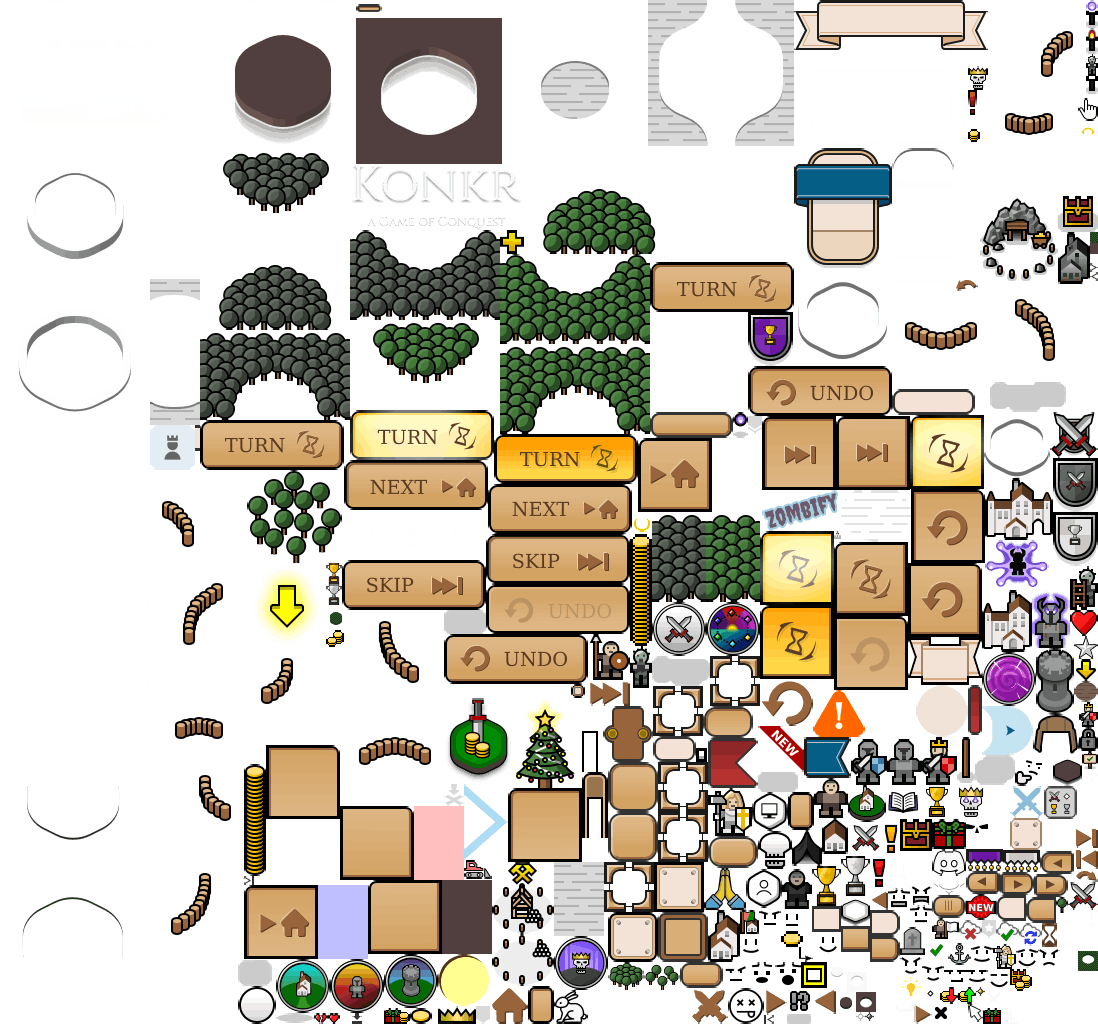 KONKR
A GAME OF CONQUEST
TURN
UNDO
TURN
TURN
TURN
NEXT
NEXT
ZOMBIFY
SKIP
SKIP
UNDO
UNDO
NEW
NEW